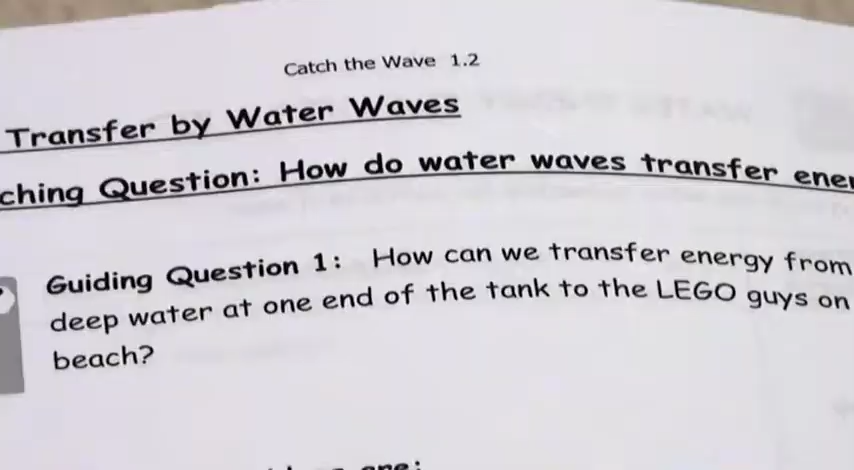 Catch the Wave 1.2
Transfer by Water Waves
ching Question: How do water waves transfer ener
Guiding Question 1: How can we transfer energy from
deep water at one end of the tank to the LEGO guys on
beach?